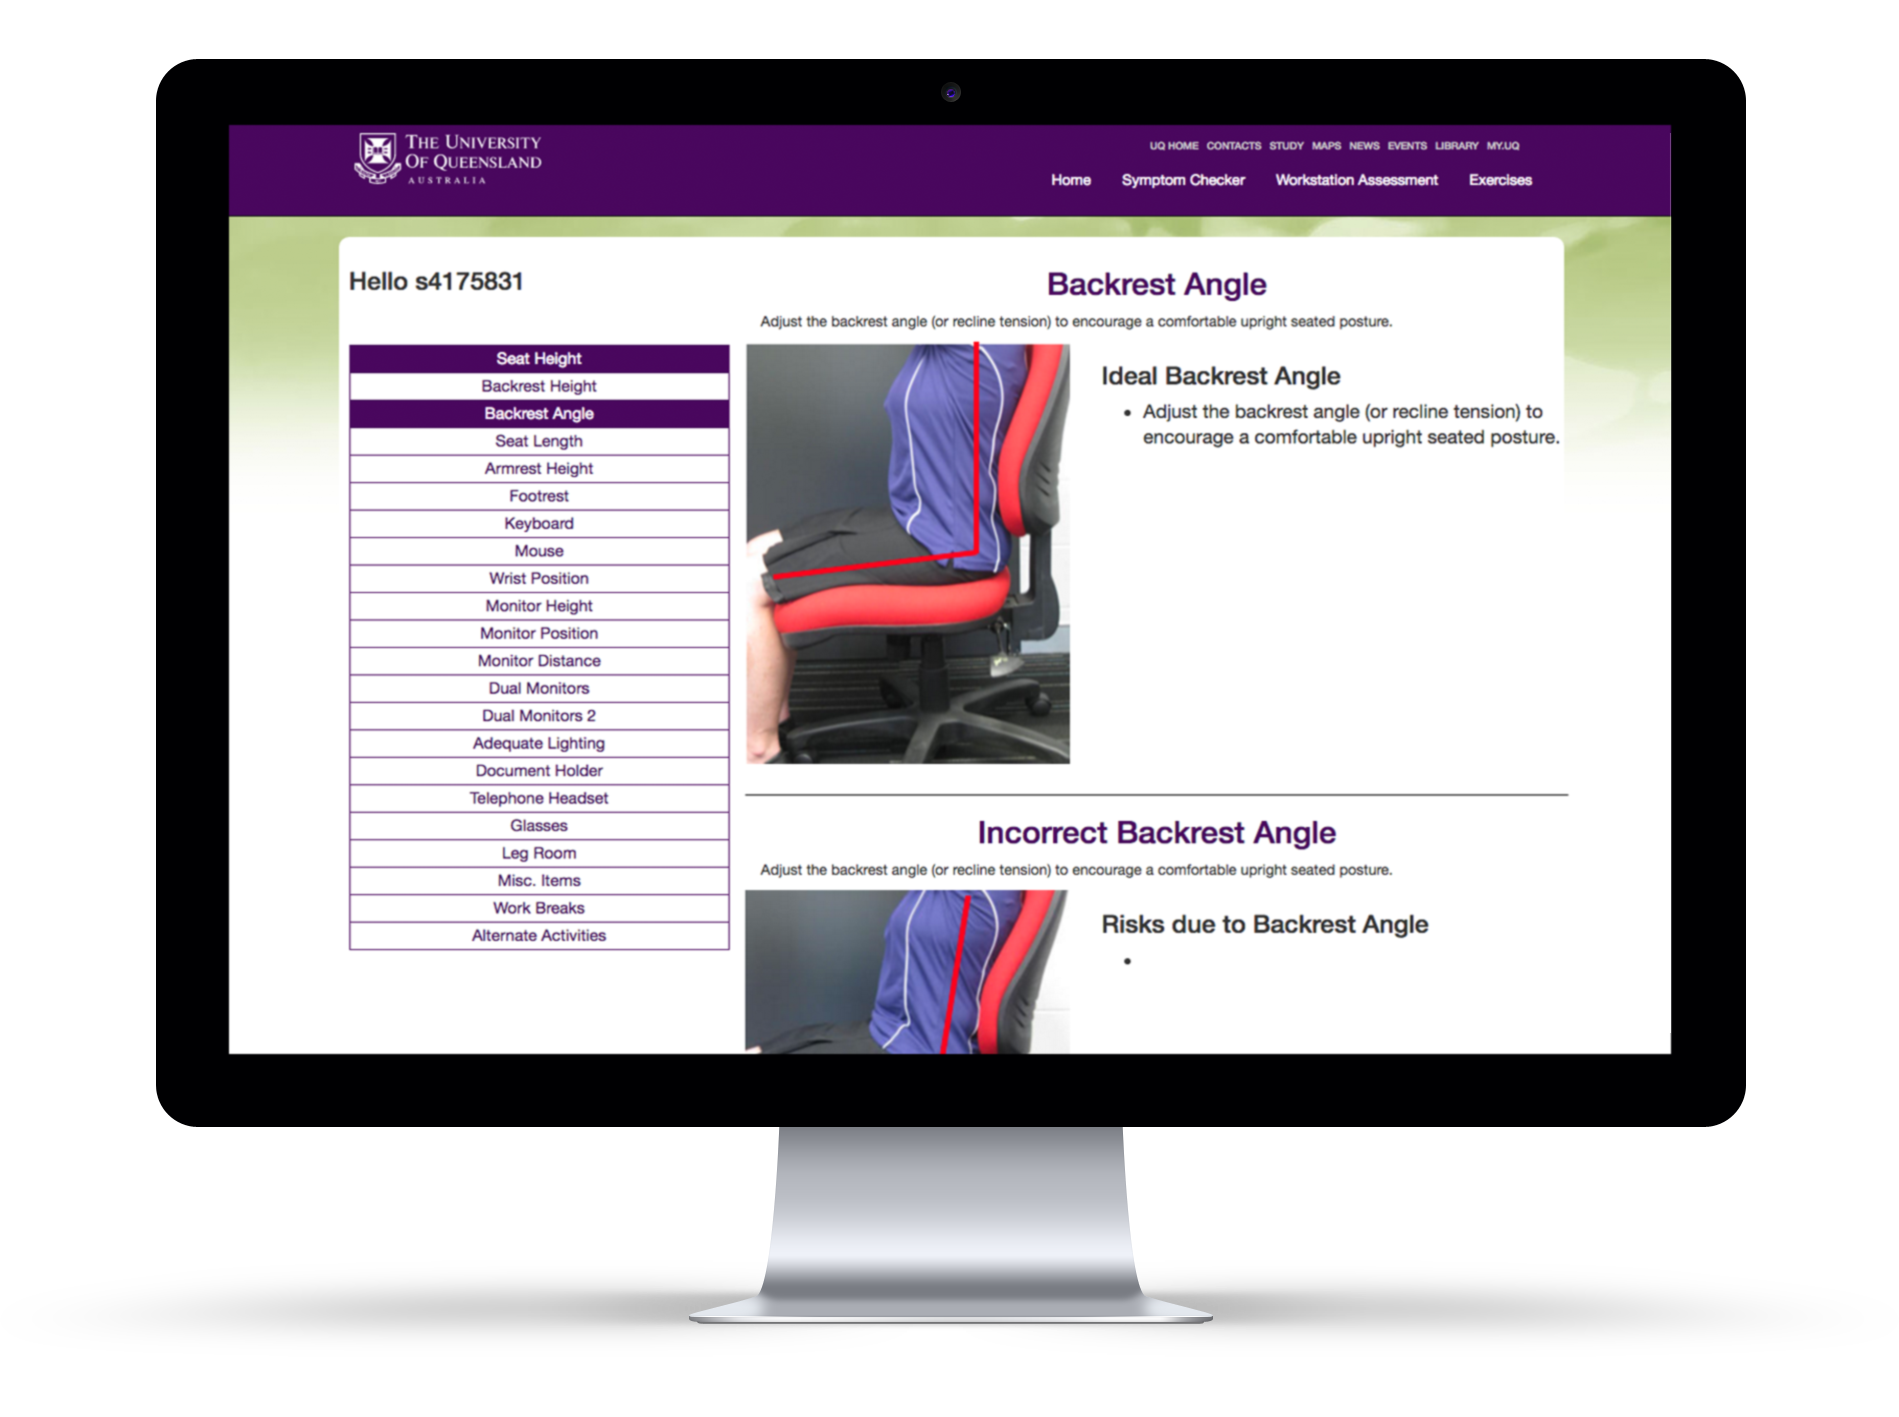 THE UNIVERSITY
OF QUEENSLAND
AUSTRALIA
UQ HOME CONTACTS STUDY MAPS NEWS EVENTS LIBRARY MY.UQ
Home Symptom Checker Workstation Assessment Exercises
Hello s4175831
Seat Height
Backrest Height
Backrest Angle
Seat Length
Armrest Height
Footrest
Keyboard
Mouse
Wrist Position
Monitor Height
Monitor Position
Monitor Distance
Dual Monitors
Dual Monitors 2
Adequate Lighting
Document Holder
Telephone Headset
Glasses
Leg Room
Misc. Items
Work Breaks
Alternate Activities
Backrest Angle
Adjust the backrest angle (or recline tension) to encourage a comfortable upright seated posture.
Ideal Backrest Angle
• Adjust the backrest angle (or recline tension) to
encourage a comfortable upright seated posture.
Incorrect Backrest Angle
Adjust the backrest angle (or recline tension) to encourage a comfortable upright seated posture.
Risks due to Backrest Angle
•